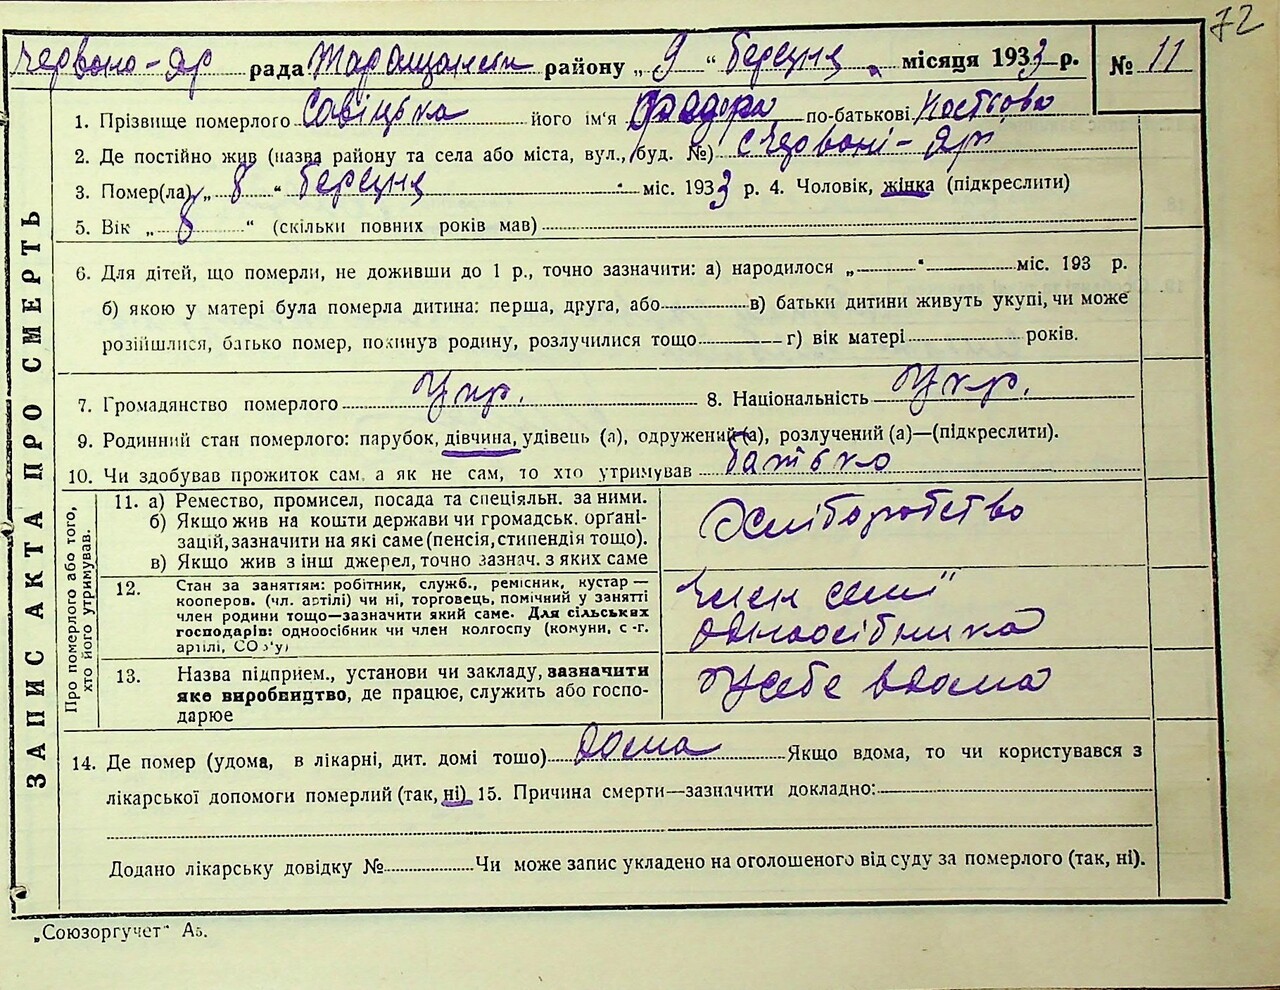 72
Червоно-Яр рада Таращанск району „ 9 “ березня місяця 1933 р. № 11
ЗАПИС АКТА ПРО СМЕРТЬ
1. Прізвище померлого Савіцька його ім'я Федора по-батькові Костьова
2. Де постійно жив (назва району та села або міста, вул., буд. №) с Червоні-Яр
3. Помер(ла) „ 8 “ березня міс. 1933 р. 4. Чоловік, жінка (підкреслити)
5. Вік „ 8 “ (скільки повних років мав)
6. Для дітей, що померли, не доживши до 1 р., точно зазначити: а) народилося „ “ міс. 193 р.
б) якою у матері була померла дитина: перша, друга, або в) батьки дитини живуть укупі, чи може
розійшлися, батько помер, покинув родину, розлучилися тощо г) вік матері років.
7. Громадянство померлого Укр. 8. Національність Укр.
9. Родинний стан померлого: парубок, дівчина, удівець (а), одружений (а), розлучений (а)—(підкреслити).
10. Чи здобував прожиток сам, а як не сам, то хто утримував батько
Про померлого або того, хто його утримував.
11. а) Ремество, промисел, посада та спеціяльн. за ними.
б) Якщо жив на кошти держави чи громадськ. орґані-
зацій, зазначити на які саме (пенсія, стипендія тощо).
в) Якщо жив з інш джерел, точно зазнач. з яких саме
Хліборобство
12. Стан за заняттям: робітник, служб., ремісник, кустар—
кооперов. (чл. артілі) чи ні, торговець, помічний у занятті
член родини тощо—зазначити який саме. Для сільських
господарів: одноосібник чи член колгоспу (комуни, с.-г.
артілі, СОЗ'у)
Член семї
одноосібника
13. Назва підприєм., установи чи закладу, зазначити
яке виробництво, де працює, служить або госпо-
дарює
У себе вдома
14. Де помер (удома, в лікарні, дит. домі тошо) дома Якщо вдома, то чи користувався з
лікарської допомоги померлий (так, ні) 15. Причина смерти—зазначити докладно:
Додано лікарську довідку № Чи може запис укладено на оголошеного від суду за померлого (так, ні).
„Союзоргучет“ А5.